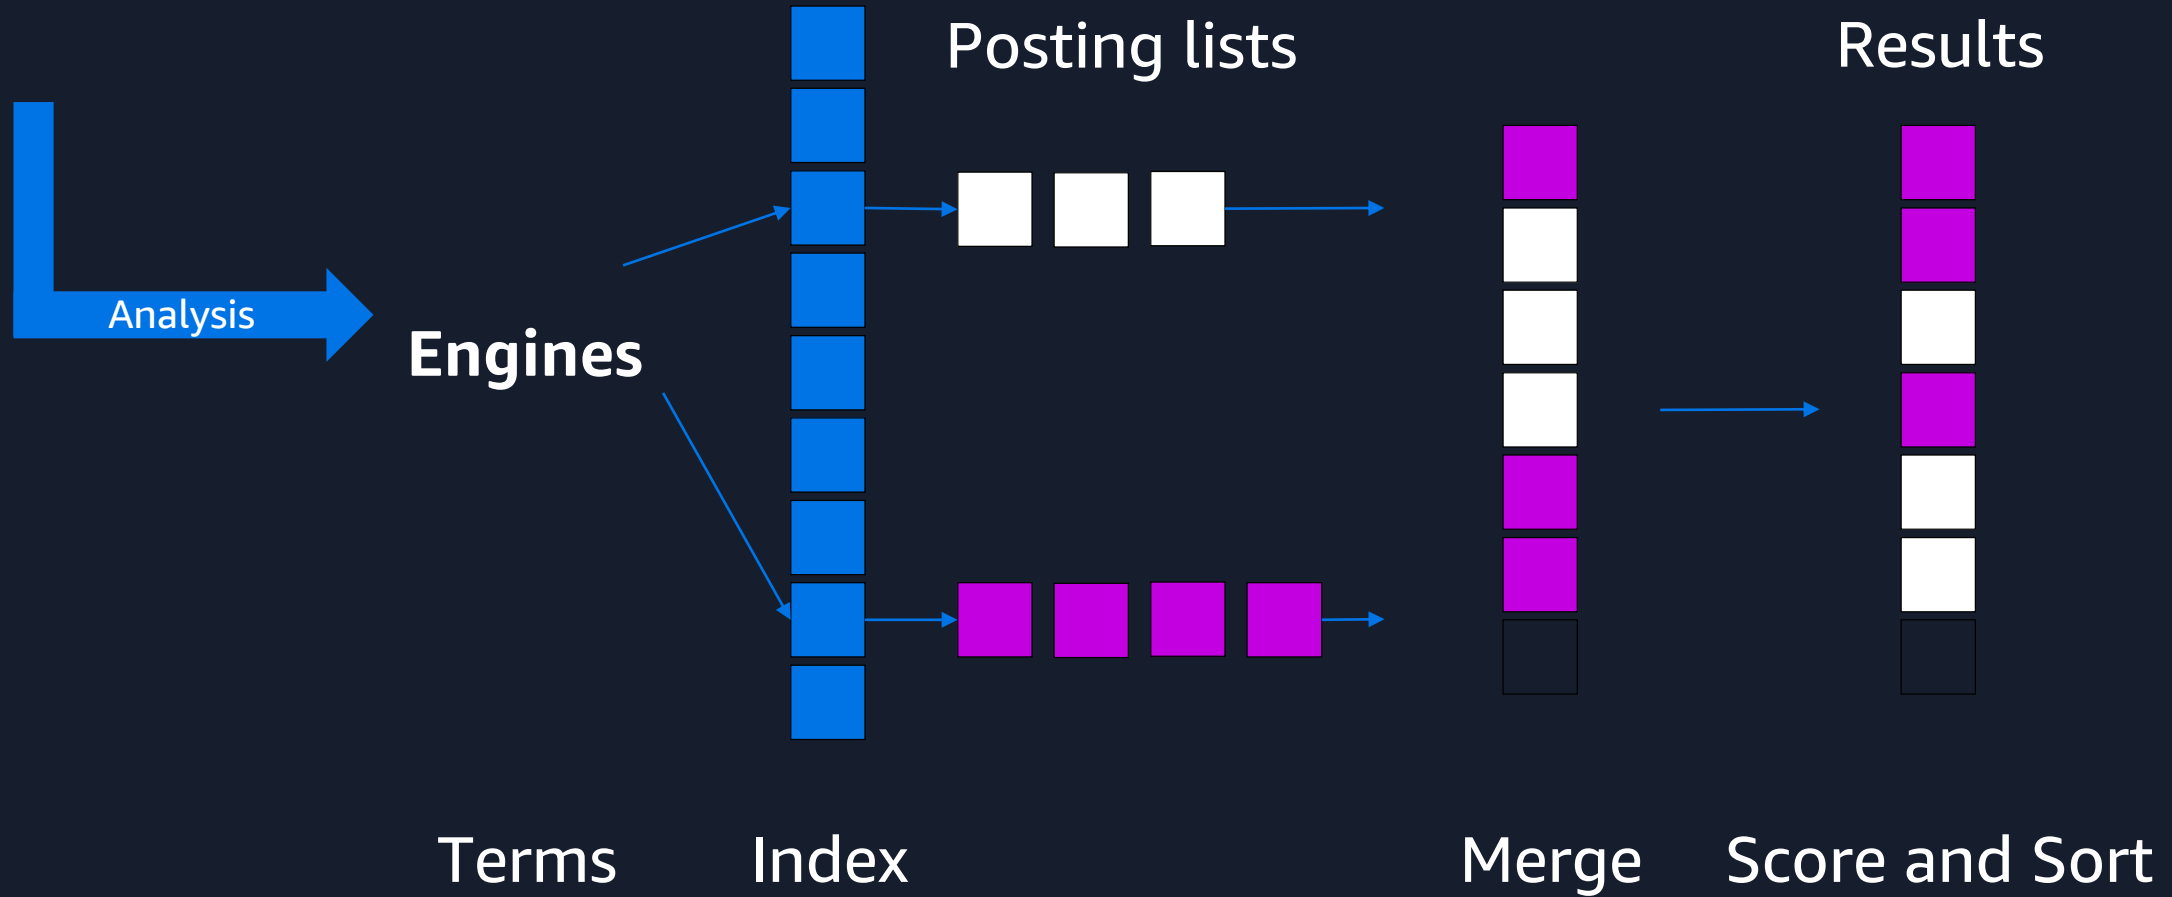 Posting lists
Results
Analysis
Engines
Terms
Index
Merge
Score and Sort